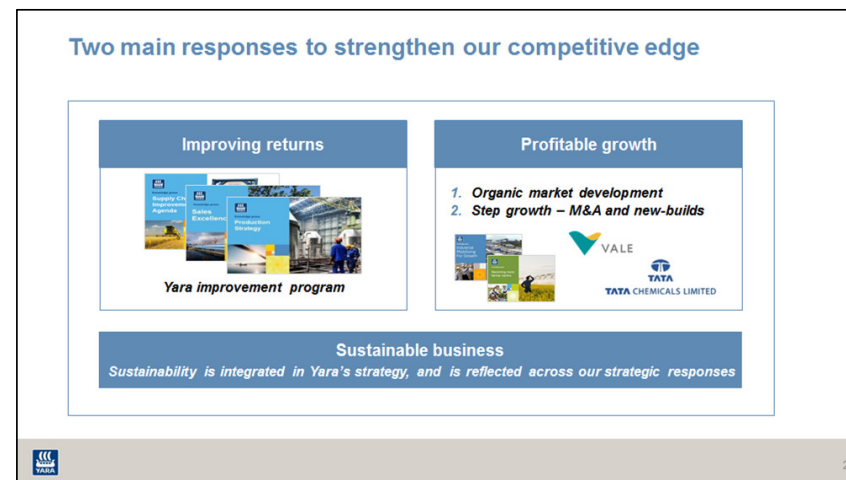 Two main responses to strengthen our competitive edge
Improving returns
Supply Ch
Improveme
Agenda
Sales
Excellenc
Production
Strategy
Yara improvement program
Profitable growth
1. Organic market development
2. Step growth – M&A and new-builds
VALE
TATA
TATA CHEMICALS LIMITED
Sustainable business
Sustainability is integrated in Yara's strategy, and is reflected across our strategic responses
YARA
2